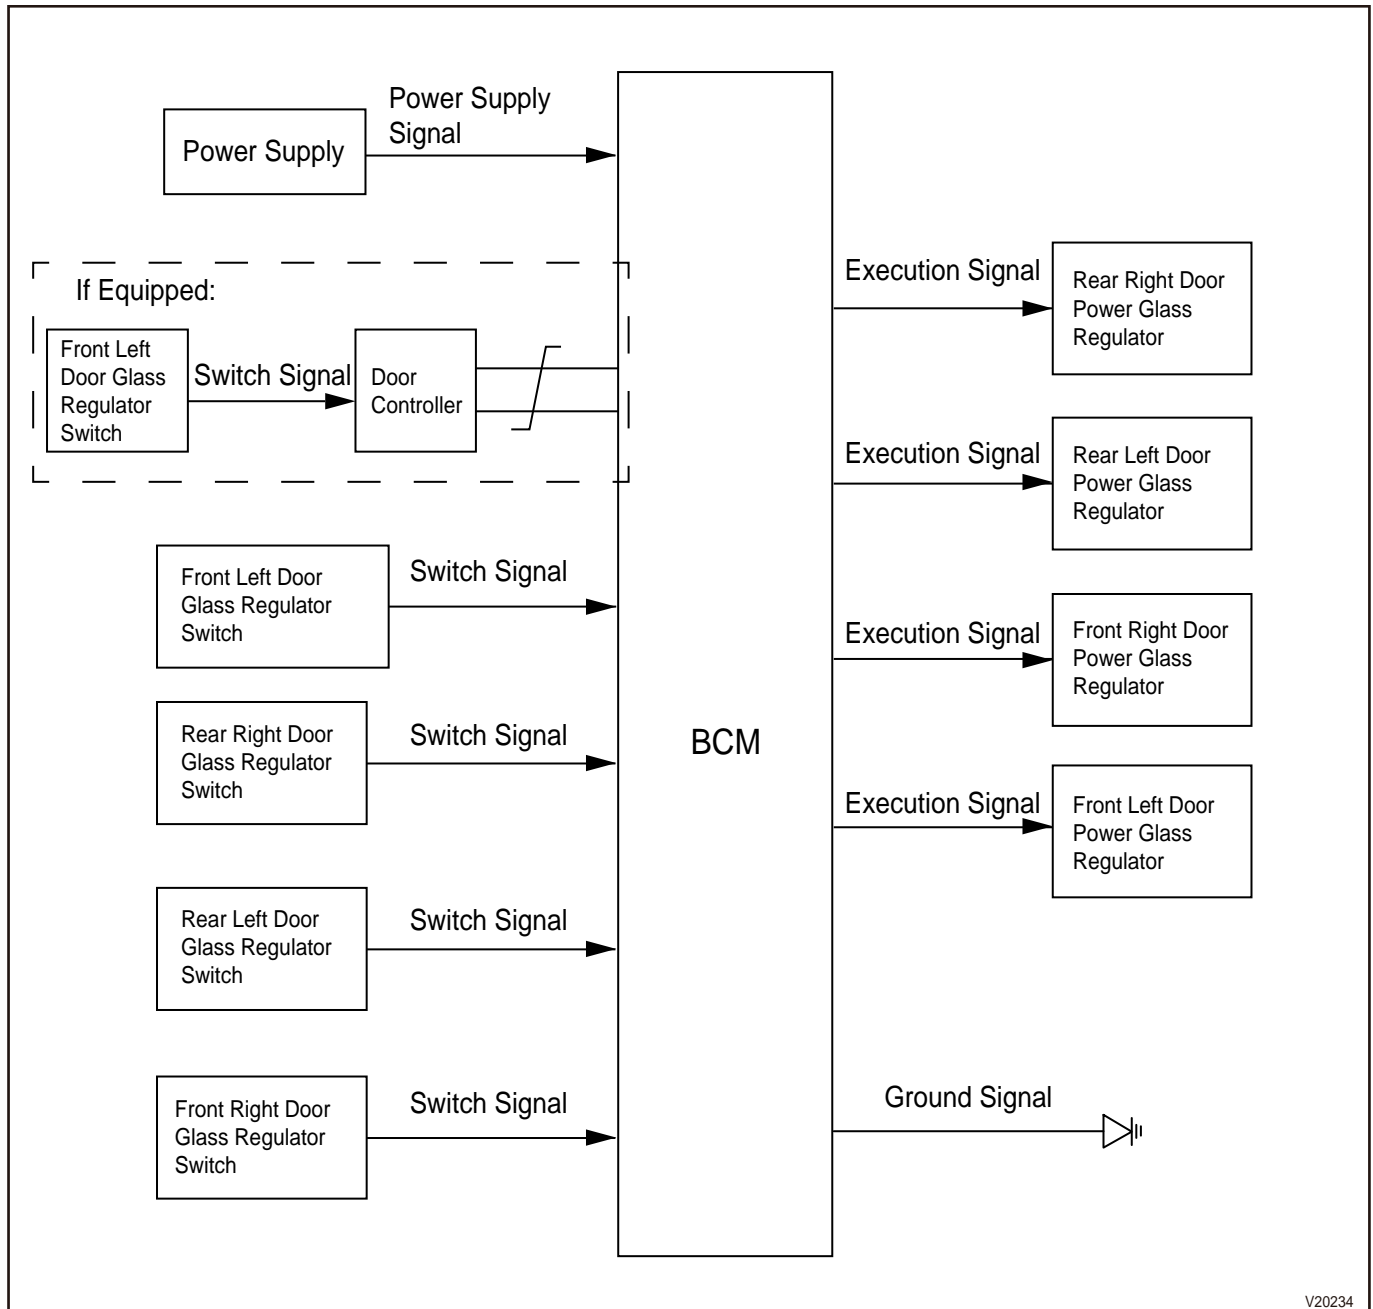 Power Supply
Power Supply
Signal
If Equipped:
Front Left
Door Glass
Regulator
Switch
Switch Signal
Door
Controller
Front Left Door
Glass Regulator
Switch
Switch Signal
Rear Right Door
Glass Regulator
Switch
Switch Signal
Rear Left Door
Glass Regulator
Switch
Switch Signal
Front Right Door
Glass Regulator
Switch
Switch Signal
BCM
Execution Signal
Rear Right Door
Power Glass
Regulator
Execution Signal
Rear Left Door
Power Glass
Regulator
Execution Signal
Front Right Door
Power Glass
Regulator
Execution Signal
Front Left Door
Power Glass
Regulator
Ground Signal
V20234